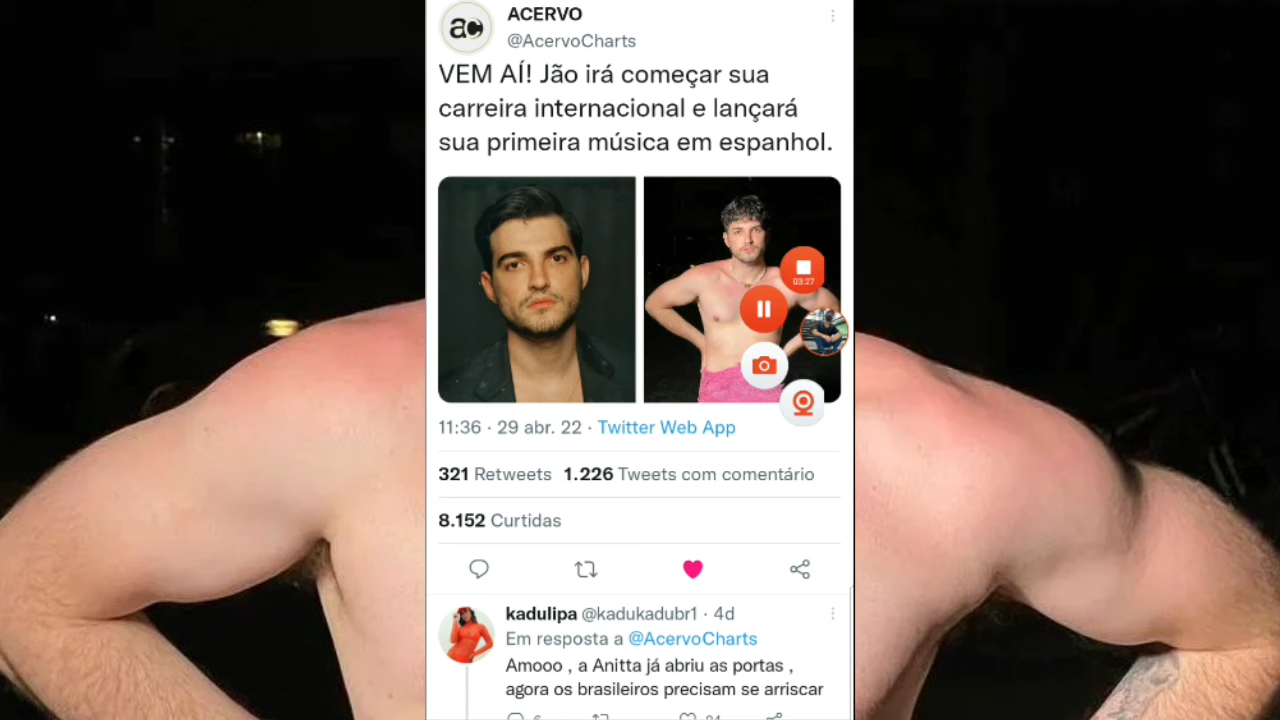 ac
ACERVO
@AcervoCharts
VEM AÍ! Jão irá começar sua
carreira internacional e lançará
sua primeira música em espanhol.
03:27
11:36 · 29 abr. 22 · Twitter Web App
321 Retweets 1.226 Tweets com comentário
8.152 Curtidas
kadulipa @kadukadubr1 · 4d
Em resposta a @AcervoCharts
Amooo , a Anitta já abriu as portas ,
agora os brasileiros precisam se arriscar